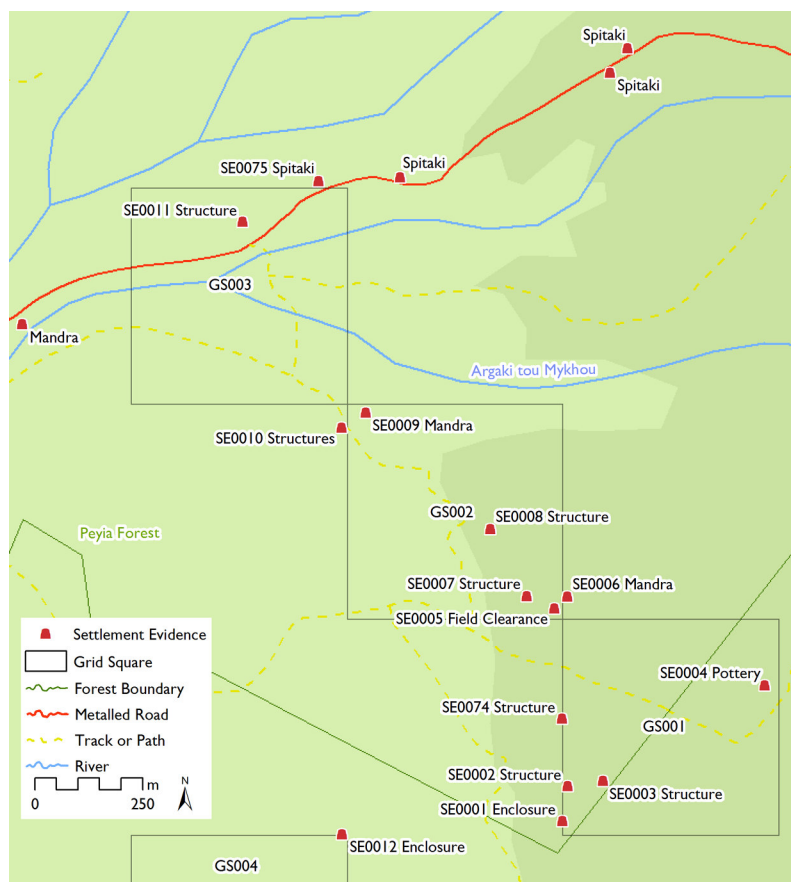 Spitaki
Spitaki
SE0075 Spitaki
Spitaki
SE0011 Structure
GS003
Mandra
Argaki tou Mykhou
SE0009 Mandra
SE0010 Structures
GS002
SE0008 Structure
Peyia Forest
SE0007 Structure
SE0006 Mandra
SE0005 Field Clearance
SE0004 Pottery
SE0074 Structure
GS001
SE0002 Structure
SE0003 Structure
SE0001 Enclosure
SE0012 Enclosure
GS004
Settlement Evidence
Grid Square
Forest Boundary
Metalled Road
Track or Path
River
m
N
0
250